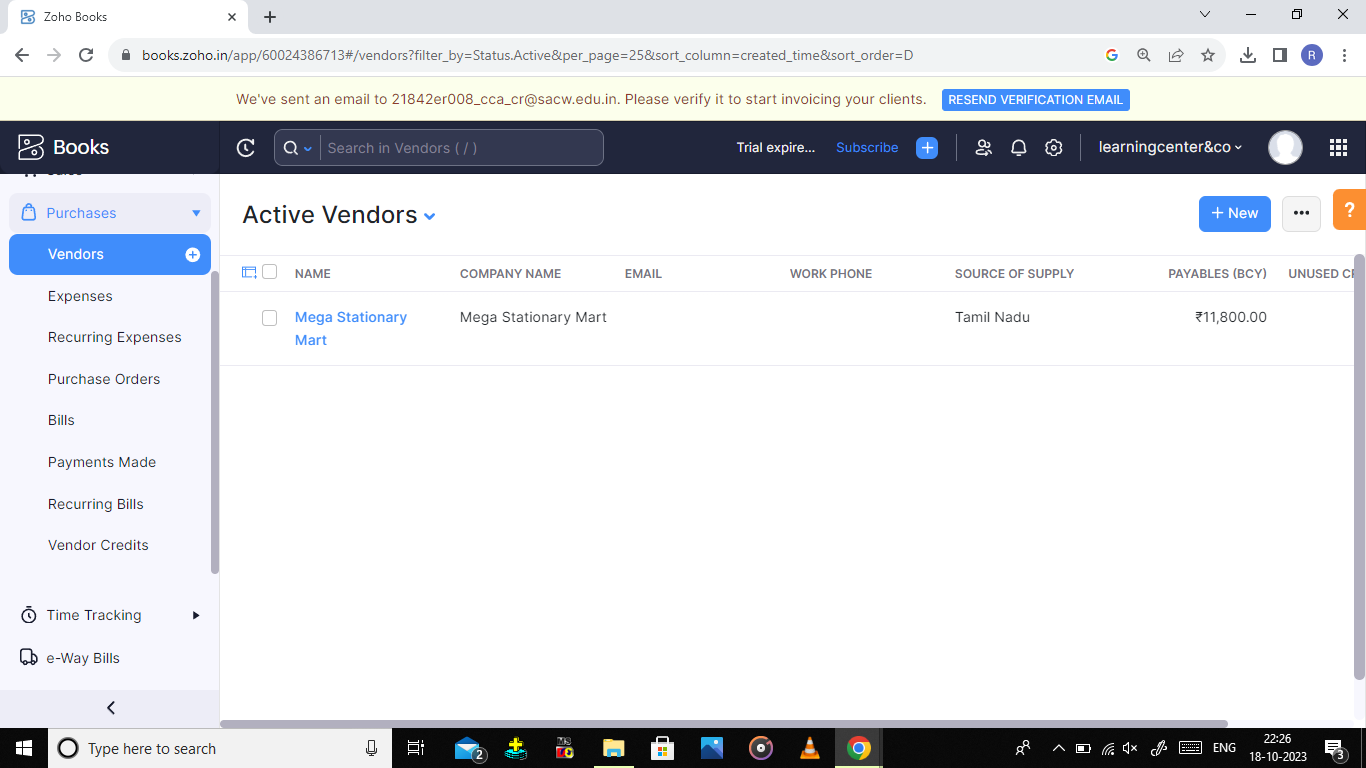 Zoho Books
books.zoho.in/app/60024386713#/vendors?filter_by=Status.Active&per_page=25&sort_column=created_time&sort_order=D
R
We've sent an email to 21842er008_cca_cr@sacw.edu.in. Please verify it to start invoicing your clients. RESEND VERIFICATION EMAIL
Books
Search in Vendors ( / )
Trial expire... Subscribe
learningcenter&co
Purchases
Vendors
Expenses
Recurring Expenses
Purchase Orders
Bills
Payments Made
Recurring Bills
Vendor Credits
Time Tracking
e-Way Bills
Active Vendors
+ New
?
NAME COMPANY NAME EMAIL WORK PHONE SOURCE OF SUPPLY PAYABLES (BCY) UNUSED
Mega Stationary Mega Stationary Mart Tamil Nadu ₹11,800.00
Mart
Type here to search
2
ENG
22:26
18-10-2023
3